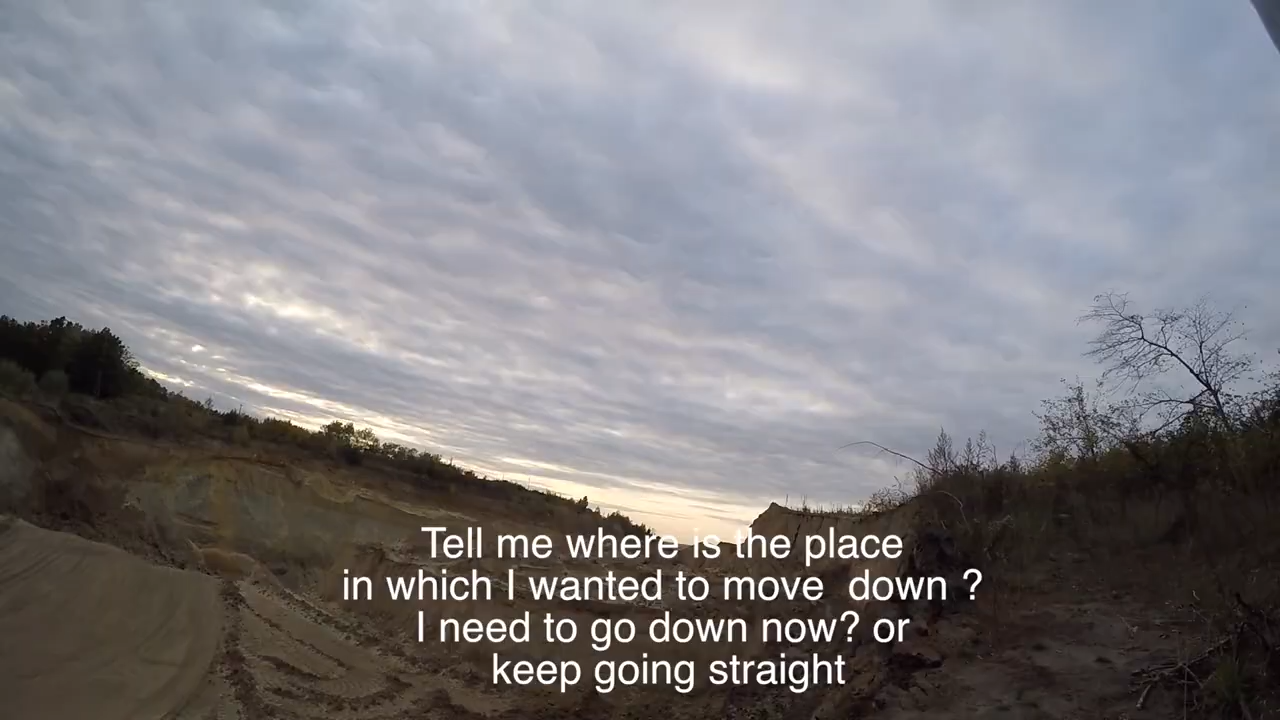 Tell me where is the place
in which I wanted to move  down ?
I need to go down now? or
keep going straight